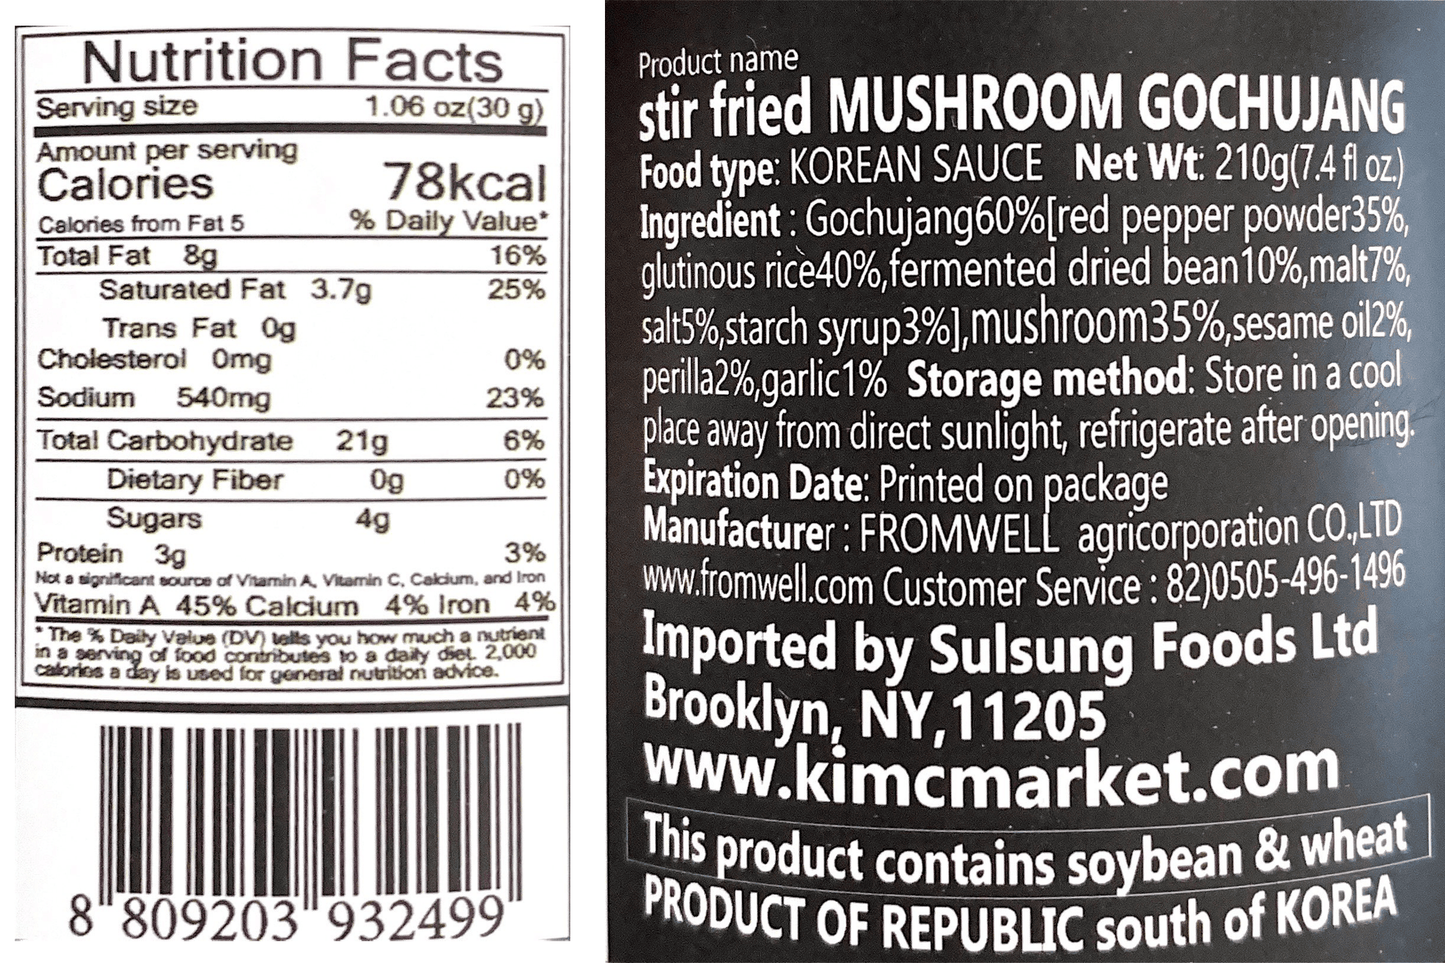 Nutrition Facts
Serving size 1.06 oz(30 g)
Amount per serving
Calories 78kcal
Calories from Fat 5 % Daily Value*
Total Fat 8g 16%
Saturated Fat 3.7g 25%
Trans Fat 0g
Cholesterol 0mg 0%
Sodium 540mg 23%
Total Carbohydrate 21g 6%
Dietary Fiber 0g 0%
Sugars 4g
Protein 3g 3%
Not a significant source of Vitamin A, Vitamin C, Calcium, and Iron
Vitamin A 45% Calcium 4% Iron 4%
* The % Daily Value (DV) tells you how much a nutrient
in a serving of food contributes to a daily diet. 2,000
calories a day is used for general nutrition advice.
8 809203 932499
Product name
stir fried MUSHROOM GOCHUJANG
Food type: KOREAN SAUCE Net Wt: 210g(7.4 fl oz.)
Ingredient : Gochujang60%[red pepper powder35%,
glutinous rice40%,fermented dried bean10%,malt7%,
salt5%,starch syrup3%],mushroom35%,sesame oil2%,
perilla2%,garlic1% Storage method: Store in a cool
place away from direct sunlight, refrigerate after opening.
Expiration Date: Printed on package
Manufacturer : FROMWELL agricorporation CO.,LTD
www.fromwell.com Customer Service : 82)0505-496-1496
Imported by Sulsung Foods Ltd
Brooklyn, NY,11205
www.kimcmarket.com
This product contains soybean & wheat
PRODUCT OF REPUBLIC south of KOREA